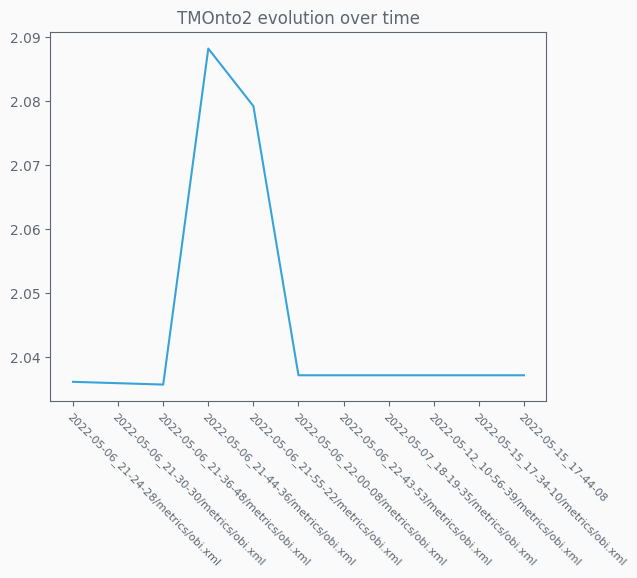 TMOnto2 evolution over time
2.09
2.08
2.07
2.06
2.05
2.04
2022-05-06_21-24-28/metrics/obi.xml
2022-05-06_21-30-30/metrics/obi.xml
2022-05-06_21-36-48/metrics/obi.xml
2022-05-06_21-44-36/metrics/obi.xml
2022-05-06_21-55-22/metrics/obi.xml
2022-05-06_22-00-08/metrics/obi.xml
2022-05-06_22-43-53/metrics/obi.xml
2022-05-07_18-19-35/metrics/obi.xml
2022-05-12_10-56-39/metrics/obi.xml
2022-05-15_17-34-10/metrics/obi.xml
2022-05-15_17-44-08